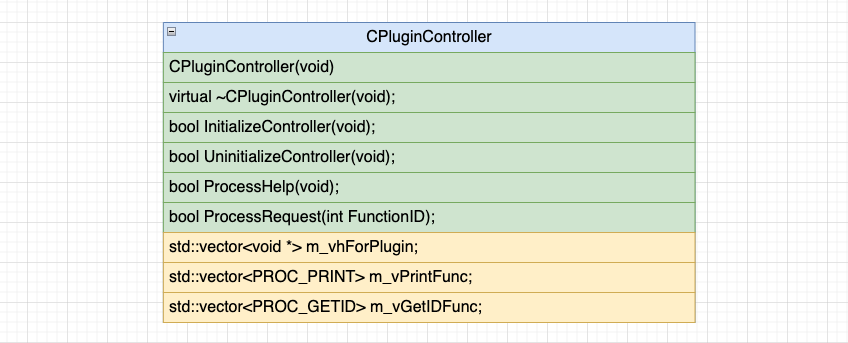 CPluginController
CPluginController(void)
virtual ~CPluginController(void);
bool InitializeController(void);
bool UninitializeController(void);
bool ProcessHelp(void);
bool ProcessRequest(int FunctionID);
std::vector<void *> m_vhForPlugin;
std::vector<PROC_PRINT> m_vPrintFunc;
std::vector<PROC_GETID> m_vGetIDFunc;